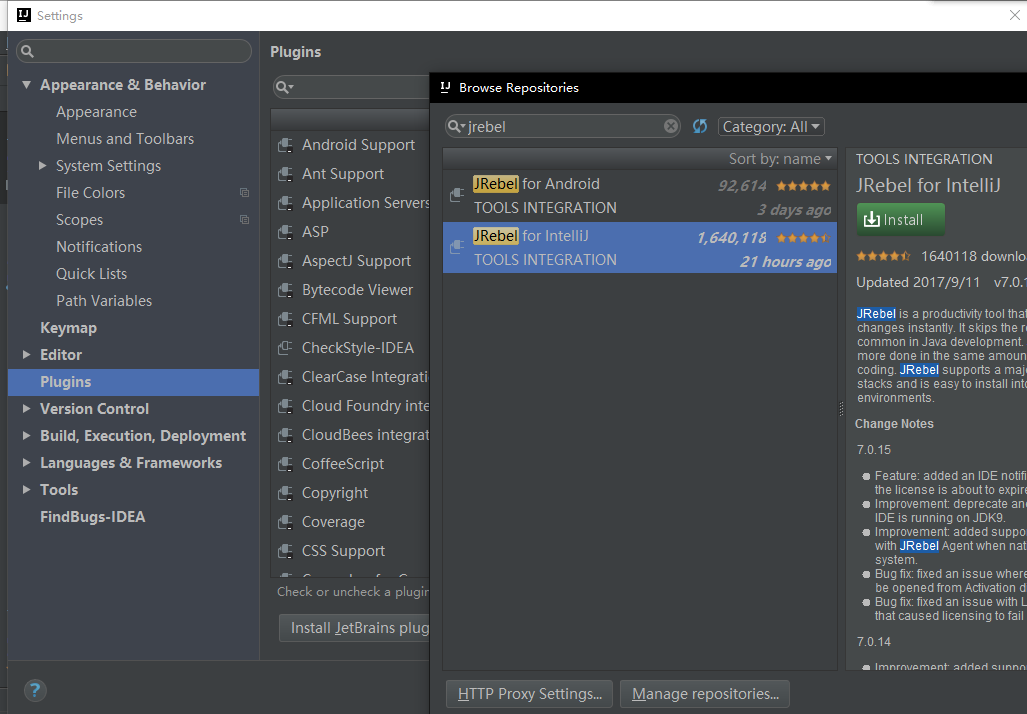 Settings
Plugins
Appearance & Behavior
Appearance
Menus and Toolbars
System Settings
File Colors
Scopes
Notifications
Quick Lists
Path Variables
Keymap
Editor
Plugins
Version Control
Build, Execution, Deployment
Languages & Frameworks
Tools
FindBugs-IDEA
?
Android Support
Ant Support
Application Servers
ASP
AspectJ Support
Bytecode Viewer
CFML Support
CheckStyle-IDEA
ClearCase Integrati
Cloud Foundry inte
CloudBees integrat
CoffeeScript
Copyright
Coverage
CSS Support
Check or uncheck a plugin
Install JetBrains plug
Browse Repositories
jrebel
Category: All
Sort by: name
JRebel for Android 92,614
TOOLS INTEGRATION 3 days ago
JRebel for IntelliJ 1,640,118
TOOLS INTEGRATION 21 hours ago
HTTP Proxy Settings...
Manage repositories...
TOOLS INTEGRATION
JRebel for IntelliJ
Install
1640118 downloa
Updated 2017/9/11 v7.0.1
JRebel is a productivity tool that
changes instantly. It skips the re
common in Java development.
more done in the same amoun
coding. JRebel supports a maj
stacks and is easy to install into
environments.
Change Notes
7.0.15
Feature: added an IDE notifi
the license is about to expire
Improvement: deprecate and
IDE is running on JDK9.
Improvement: added suppo
with JRebel Agent when nat
system.
Bug fix: fixed an issue where
be opened from Activation d
Bug fix: fixed an issue with L
that caused licensing to fail
7.0.14
Improvement: added suppo